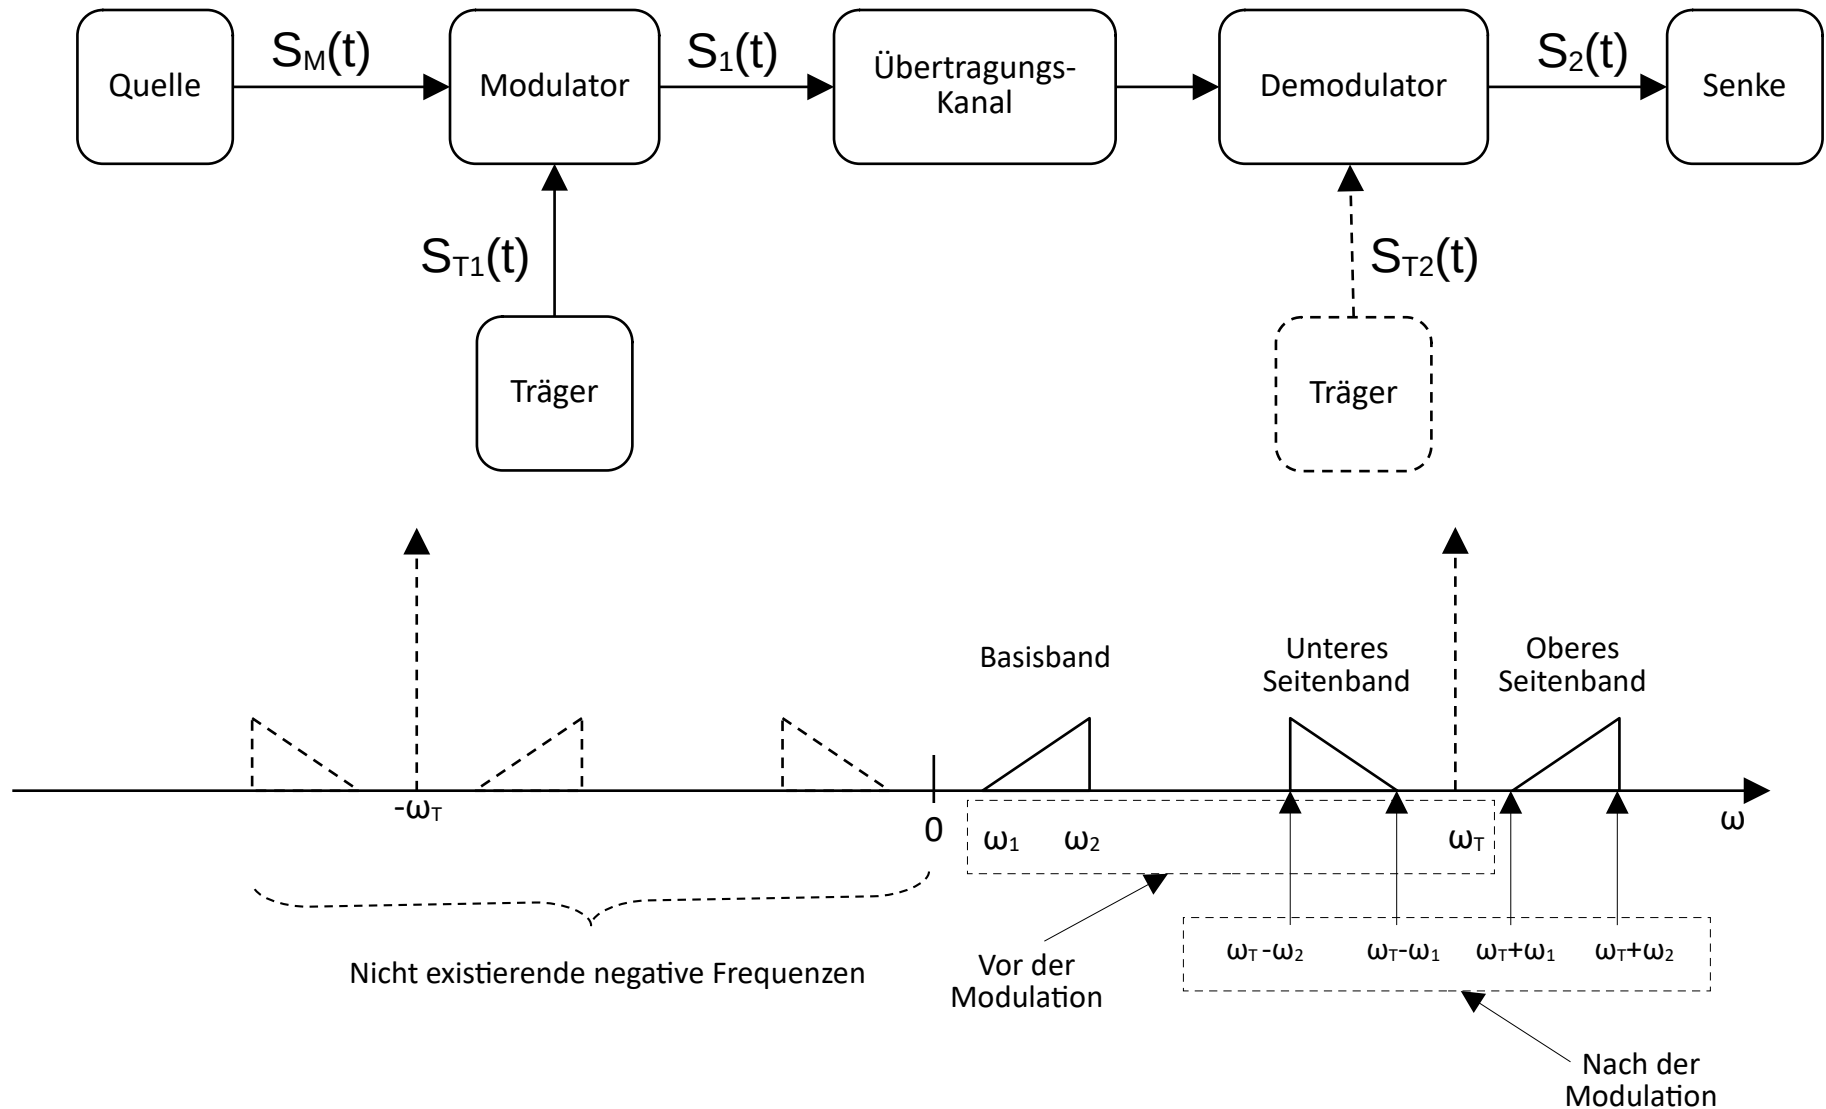 S_M(t)
S_1(t)
S_2(t)
Quelle
Modulator
Übertragungs-
Kanal
Demodulator
Senke
S_T1(t)
S_T2(t)
Träger
Träger
Basisband
Unteres
Seitenband
Oberes
Seitenband
-ω_T
0
ω_1
ω_2
ω_T
ω
ω_T-ω_2
ω_T-ω_1
ω_T+ω_1
ω_T+ω_2
Nicht existierende negative Frequenzen
Vor der
Modulation
Nach der
Modulation